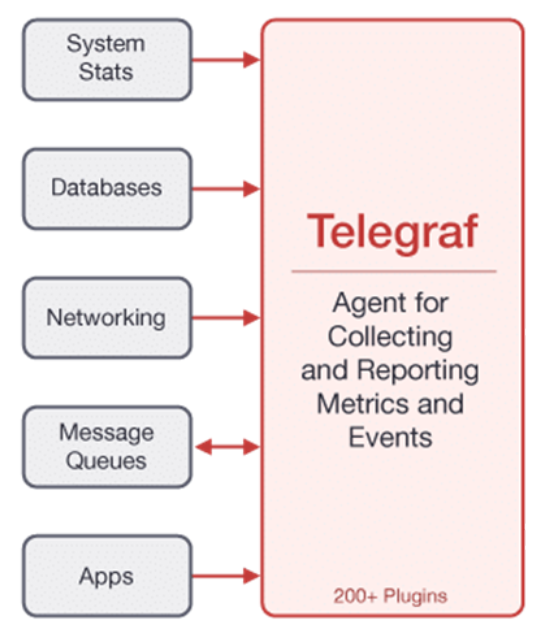 System
Stats
Databases
Networking
Message
Queues
Apps
Telegraf
Agent for
Collecting
and Reporting
Metrics and
Events
200+ Plugins